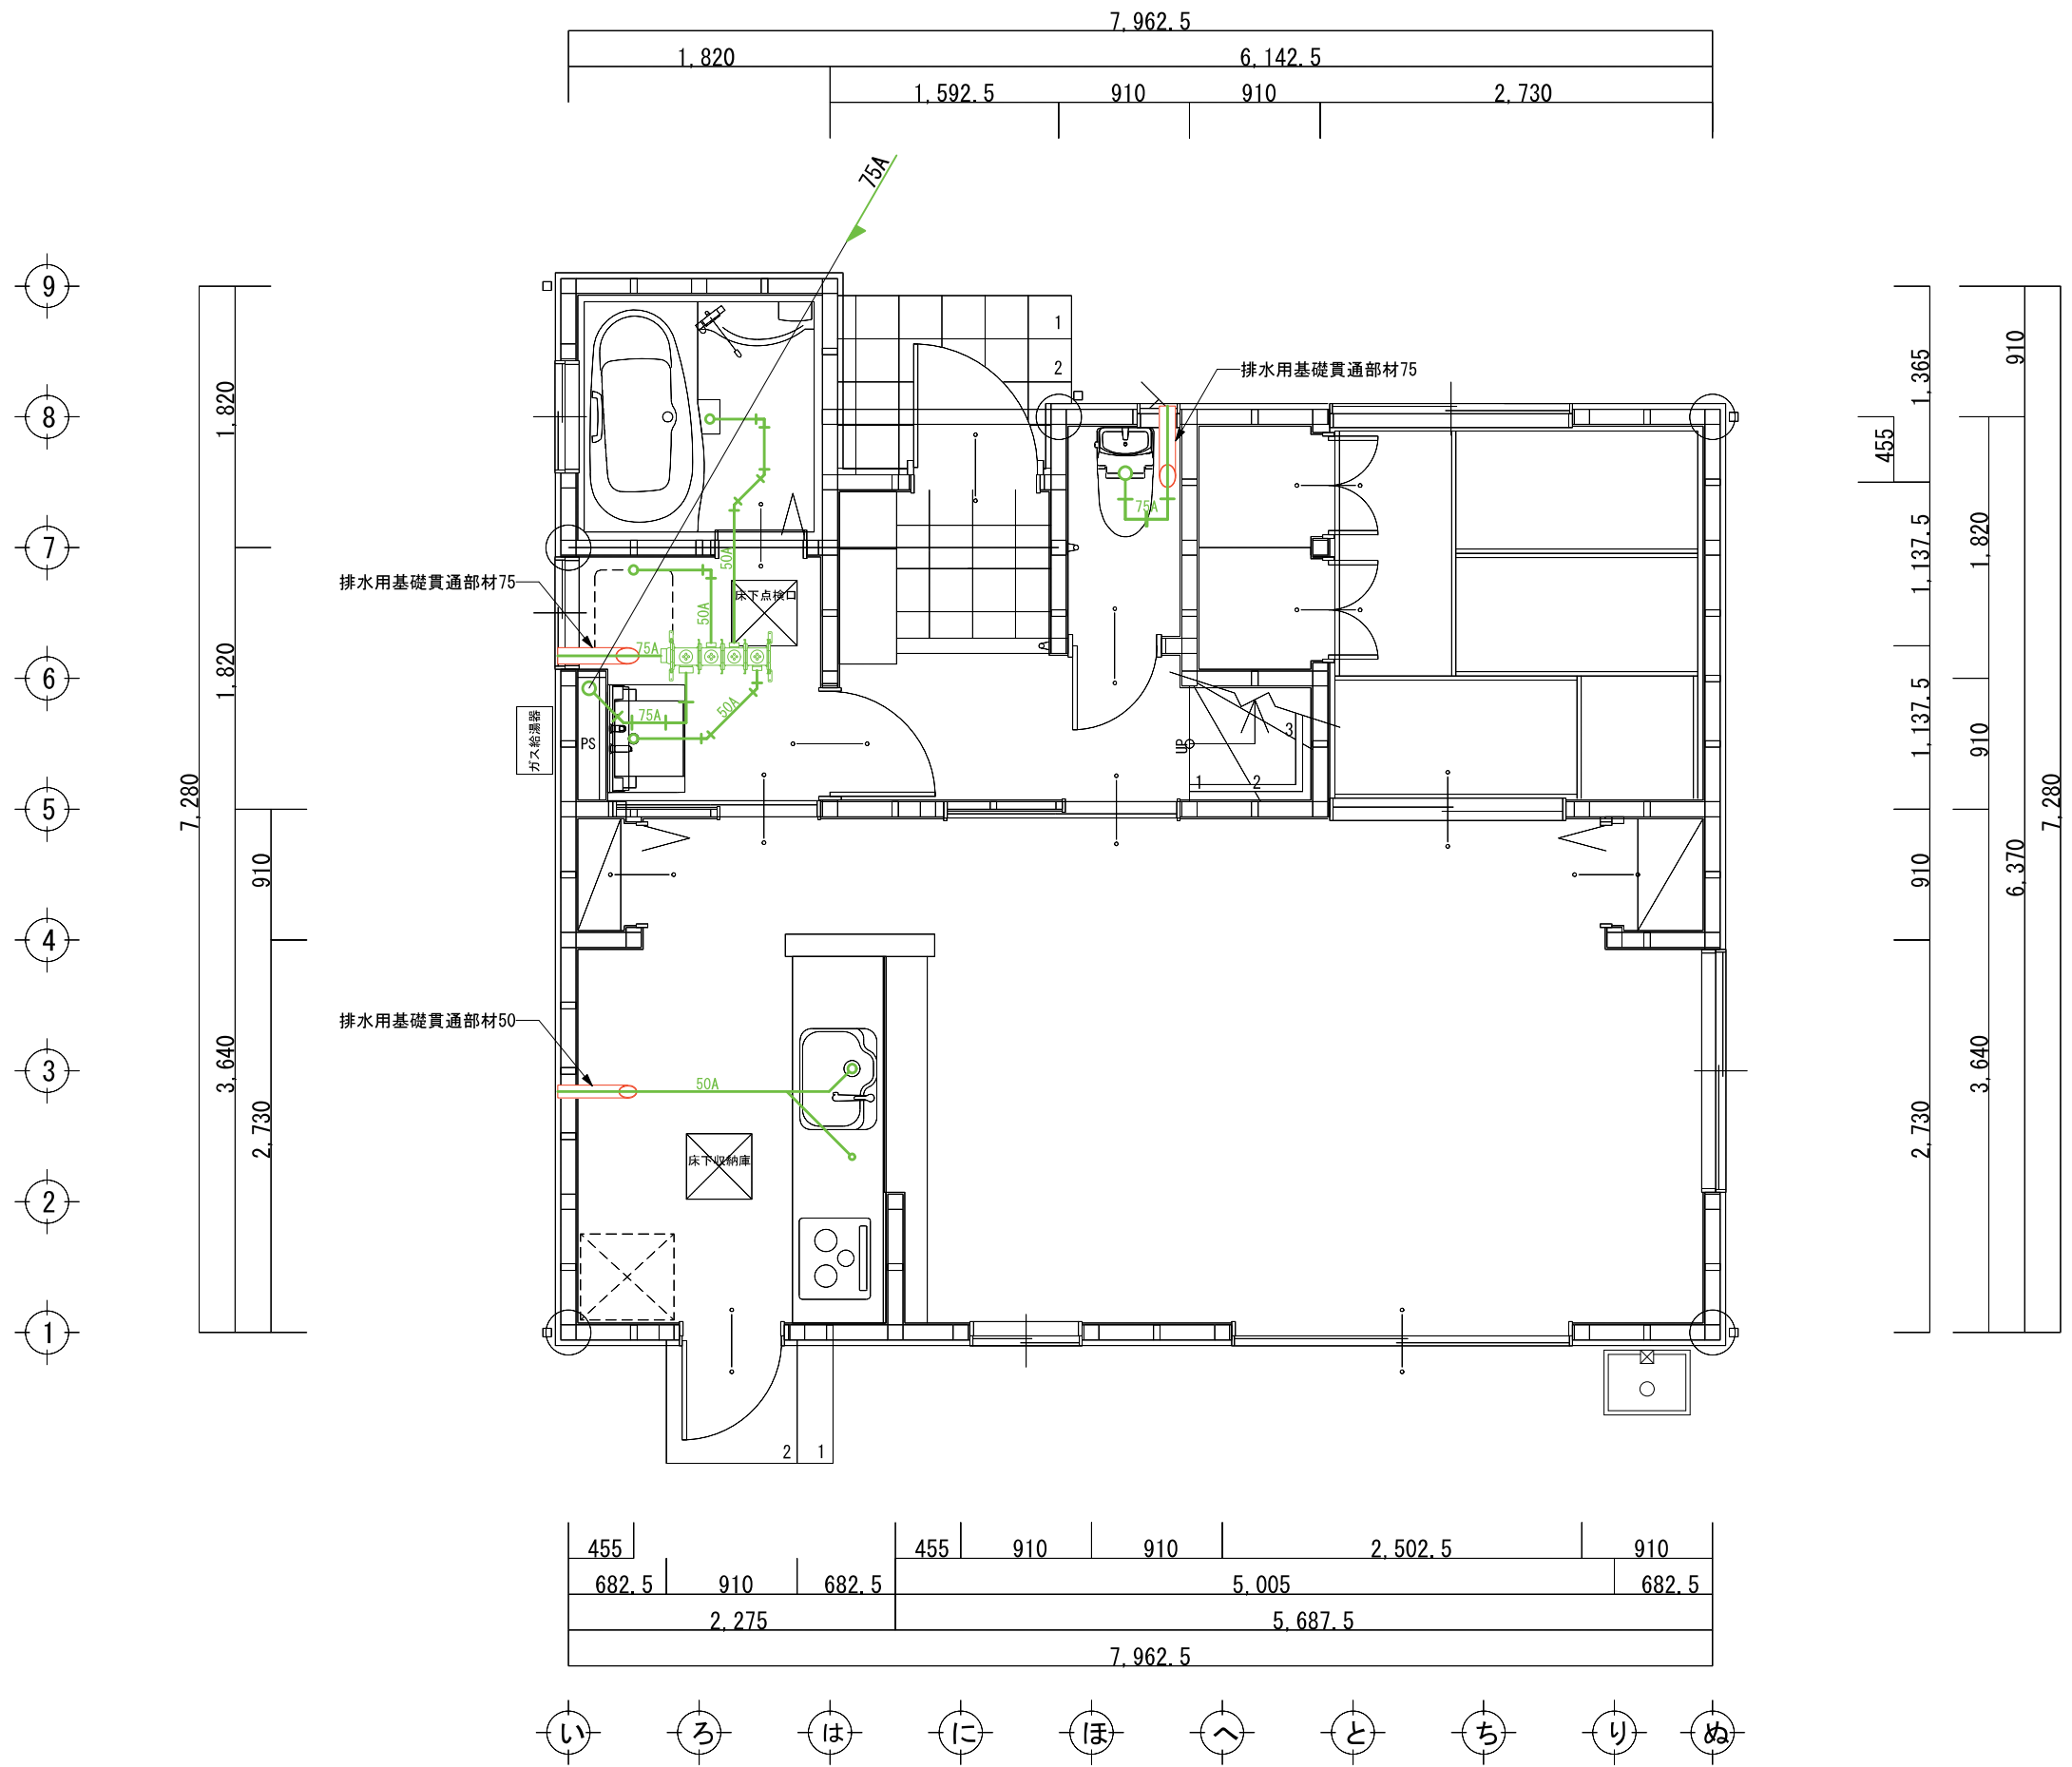 7,962.5
1,820
6,142.5
1,592.5
910
910
2,730
75A
9
8
7
6
5
4
3
2
1
7,280
1,820
1,820
3,640
910
2,730
1
2
排水用基礎貫通部材75
75A
排水用基礎貫通部材75
50A
50A
床下点検口
75A
75A
50A
PS
ガス給湯器
UP
1
2
3
排水用基礎貫通部材50
50A
床下収納庫
2
1
455
1,365
1,137.5
1,137.5
910
2,730
910
1,820
910
3,640
6,370
7,280
455
455
910
910
2,502.5
910
682.5
910
682.5
5,005
682.5
2,275
5,687.5
7,962.5
い
ろ
は
に
ほ
へ
と
ち
り
ぬ